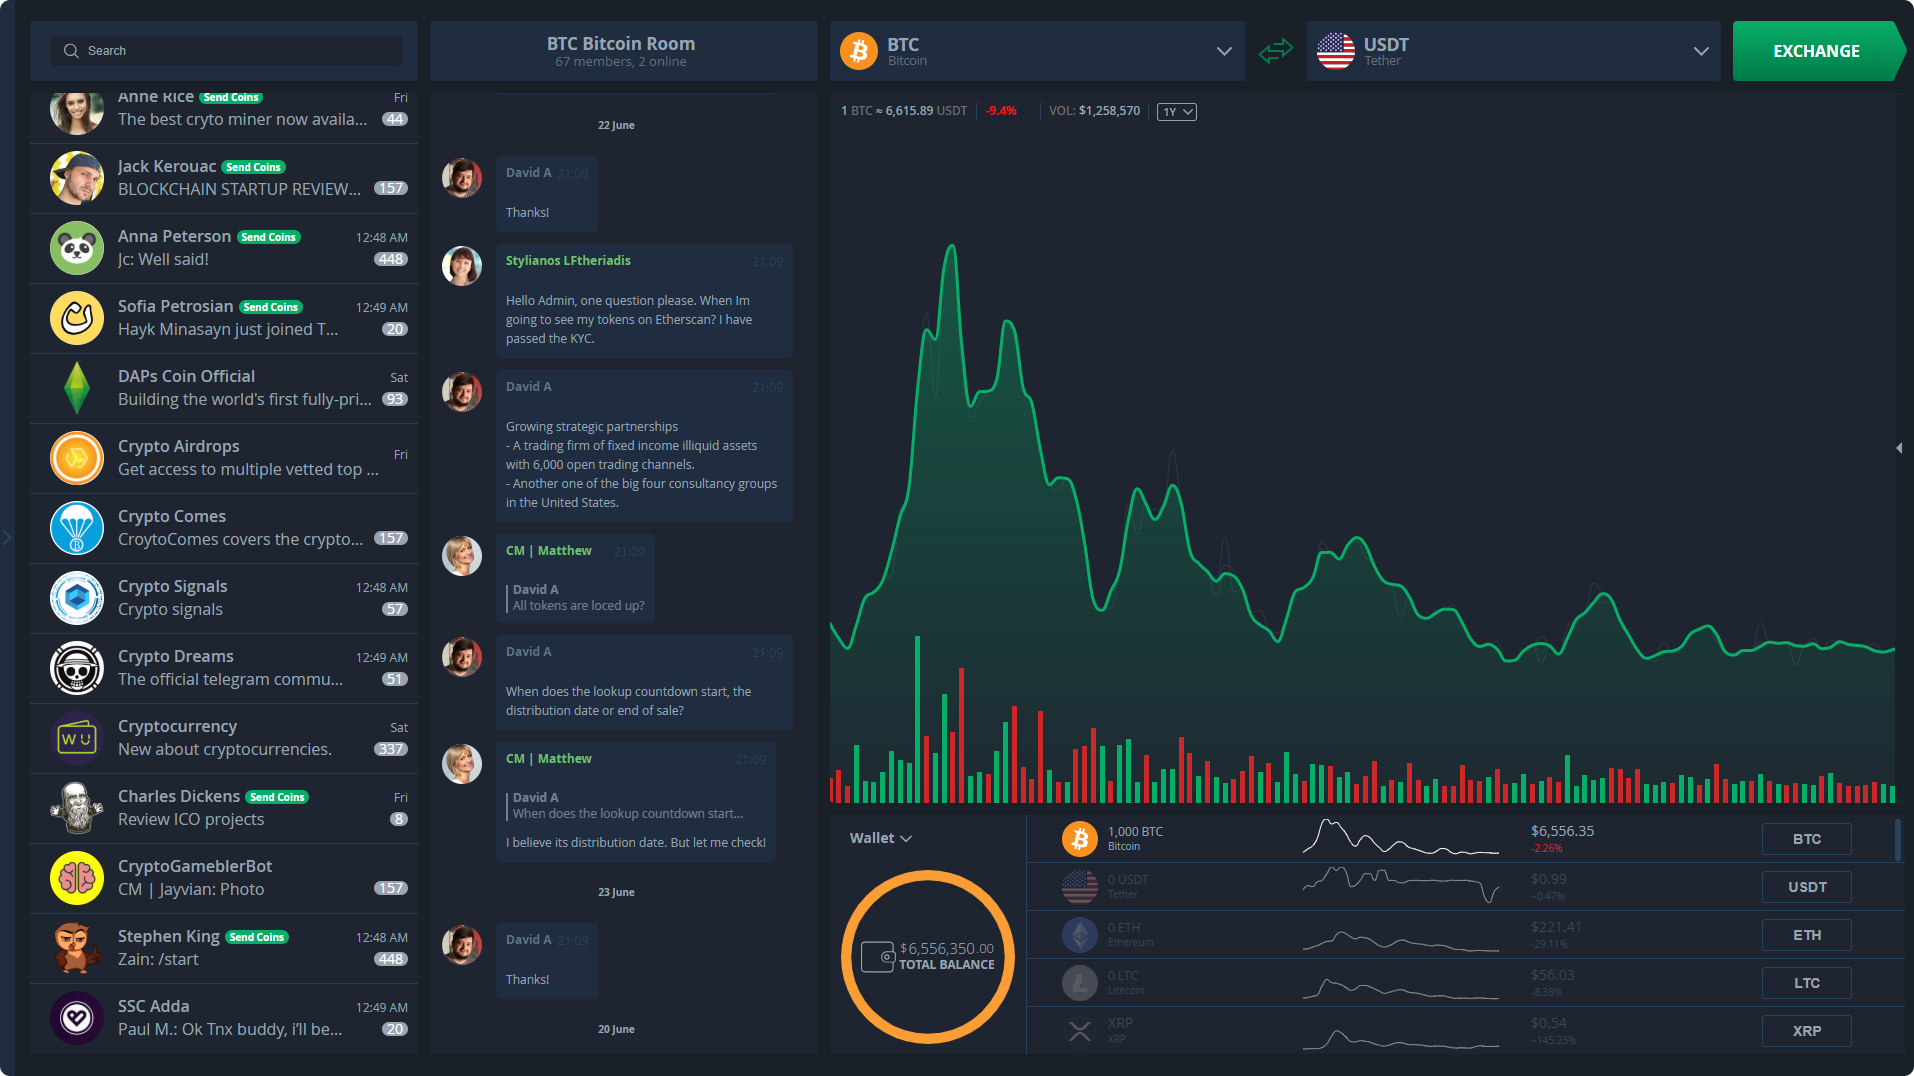 Search
Anne Rice Send Coins Fri
The best cryto miner now availa... 44
Jack Kerouac Send Coins
BLOCKCHAIN STARTUP REVIEW... 157
Anna Peterson Send Coins 12:48 AM
Jc: Well said! 448
Sofia Petrosian Send Coins 12:49 AM
Hayk Minasayn just joined T... 20
DAPs Coin Official Sat
Building the world's first fully-pri... 93
Crypto Airdrops Fri
Get access to multiple vetted top ...
Crypto Comes
CroytoComes covers the crypto... 157
Crypto Signals 12:48 AM
Crypto signals 57
Crypto Dreams 12:49 AM
The official telegram commu... 51
WU
Cryptocurrency Sat
New about cryptocurrencies. 337
Charles Dickens Send Coins Fri
Review ICO projects 8
CryptoGameblerBot
CM | Jayvian: Photo 157
Stephen King Send Coins 12:48 AM
Zain: /start 448
SSC Adda 12:49 AM
Paul M.: Ok Tnx buddy, i'll be... 20
BTC Bitcoin Room
67 members, 2 online
22 June
David A 21:09
Thanks!
Stylianos LFtheriadis 21:09
Hello Admin, one question please. When Im
going to see my tokens on Etherscan? I have
passed the KYC.
David A 21:09
Growing strategic partnerships
- A trading firm of fixed income illiquid assets
with 6,000 open trading channels.
- Another one of the big four consultancy groups
in the United States.
CM | Matthew 21:09
David A
All tokens are loced up?
David A 21:09
When does the lookup countdown start, the
distribution date or end of sale?
CM | Matthew 21:09
David A
When does the lookup countdown start...
I believe its distribution date. But let me check!
23 June
David A 21:09
Thanks!
20 June
BTC
Bitcoin
USDT
Tether
EXCHANGE
1 BTC ≈ 6,615.89 USDT -9.4% VOL: $1,258,570 1Y
Wallet
$6,556,350.00
TOTAL BALANCE
1,000 BTC $6,556.35 BTC
Bitcoin -2.26%
0 USDT $0.99 USDT
Tether +0.47%
0 ETH $221.41 ETH
Ethereum -29.11%
0 LTC $56.03 LTC
Litecoin -8.38%
XRP $0.54 XRP
XRP +145.23%